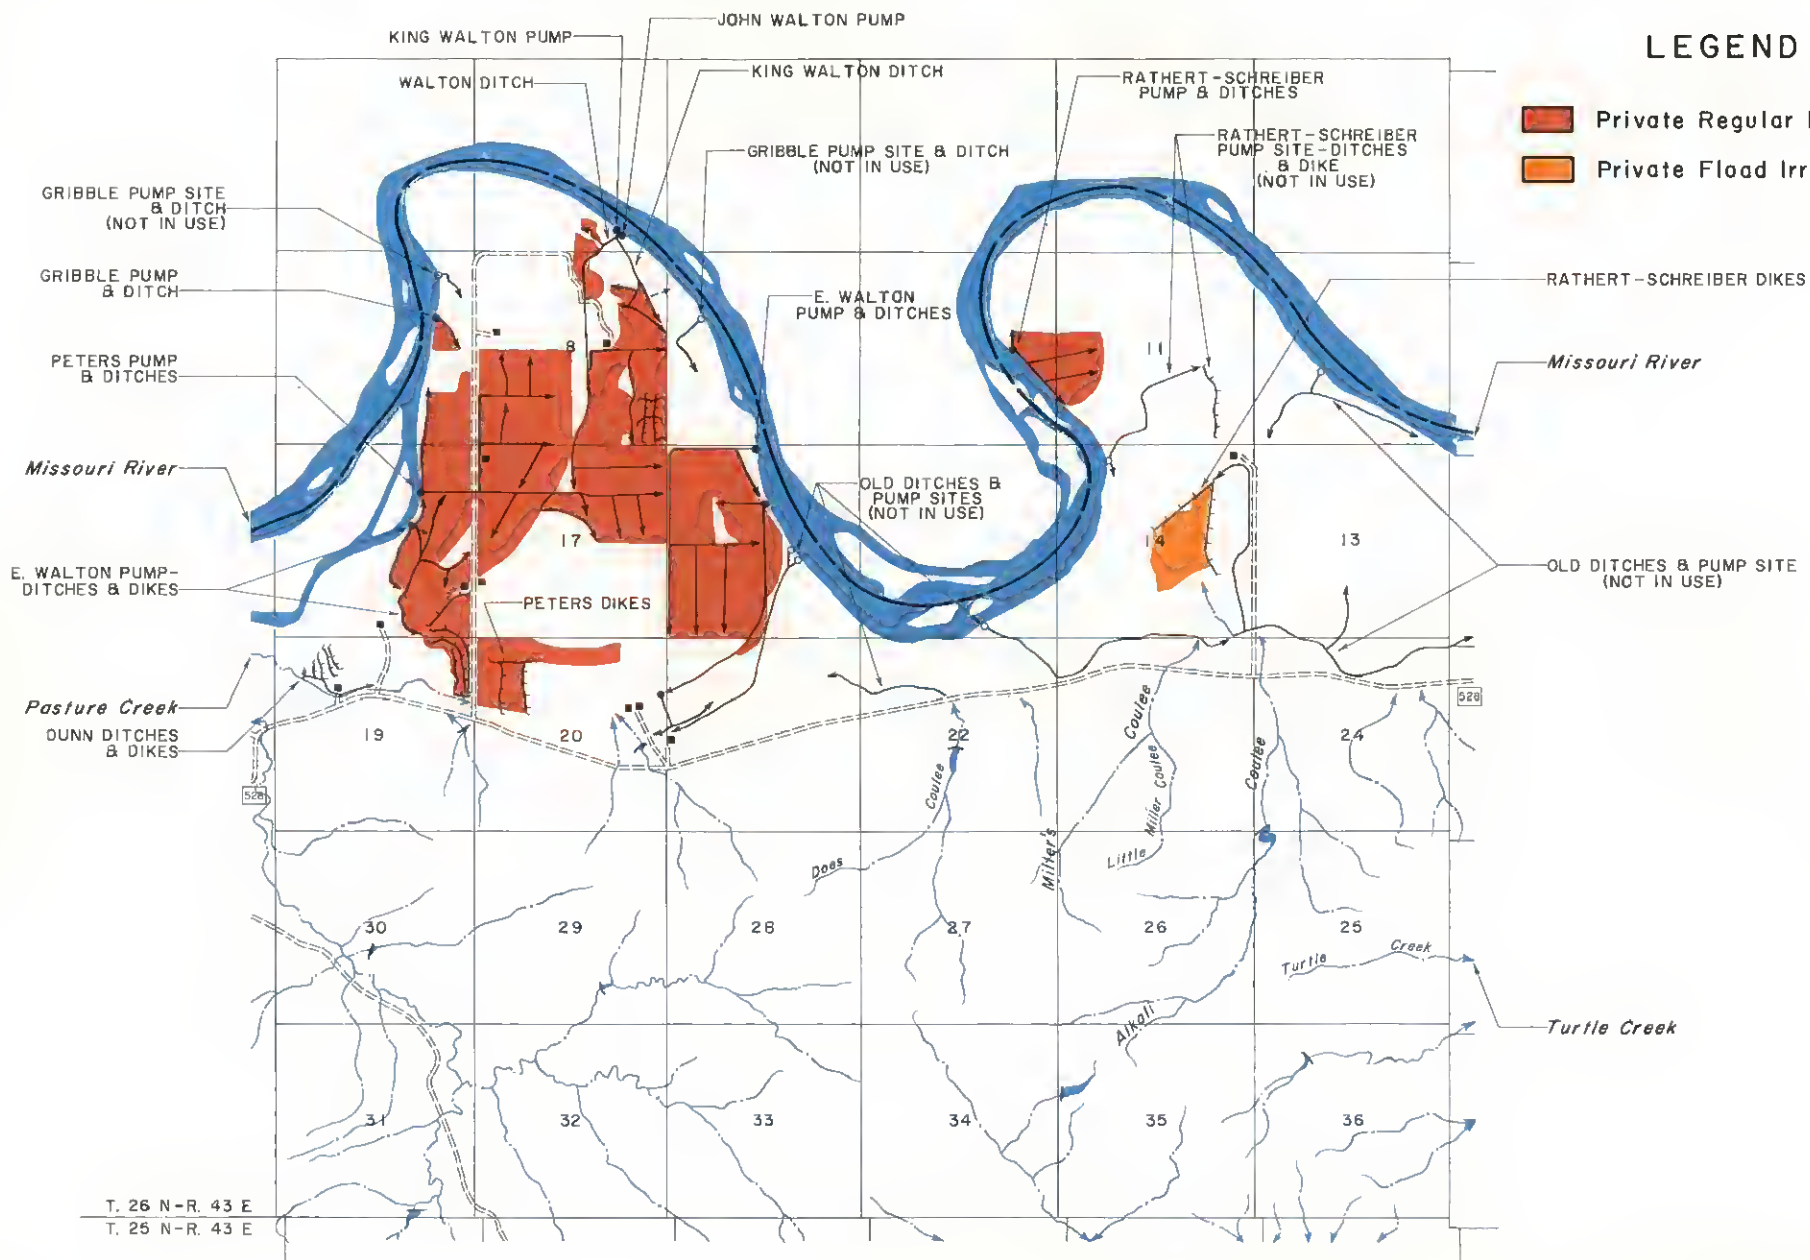 LEGEND
Private Regular
Private Flood Irr
JOHN WALTON PUMP
KING WALTON PUMP
WALTON DITCH
KING WALTON DITCH
RATHERT-SCHREIBER
PUMP & DITCHES
GRIBBLE PUMP SITE & DITCH
(NOT IN USE)
RATHERT-SCHREIBER
PUMP SITE-DITCHES
& DIKE
(NOT IN USE)
GRIBBLE PUMP SITE
& DITCH
(NOT IN USE)
GRIBBLE PUMP
& DITCH
E. WALTON
PUMP & DITCHES
RATHERT-SCHREIBER DIKES
PETERS PUMP
& DITCHES
8
11
Missouri River
Missouri River
OLD DITCHES &
PUMP SITES
(NOT IN USE)
17
14
13
E. WALTON PUMP-
DITCHES & DIKES
OLD DITCHES & PUMP SITE
(NOT IN USE)
PETERS DIKES
Pasture Creek
DUNN DITCHES
& DIKES
528
528
19
20
22
24
Coulee
Does
Coulee
Miller's
Little Miller Coulee
Coulee
Alkali
30
29
28
27
26
25
Turtle Creek
Turtle Creek
31
32
33
34
35
36
T. 26 N-R. 43 E
T. 25 N-R. 43 E